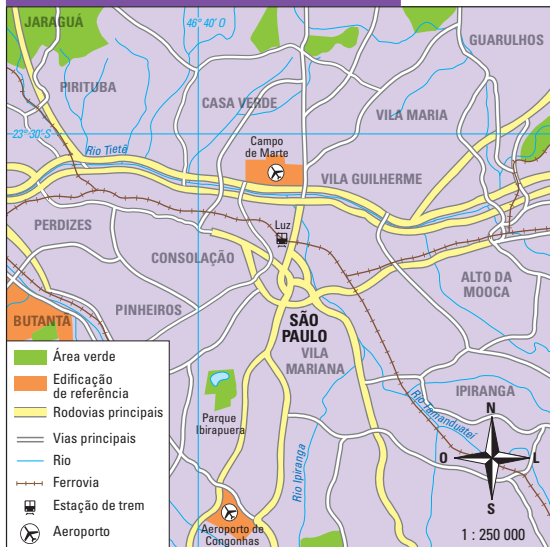 JARAGUÁ
46° 40' O
GUARULHOS
PIRITUBA
CASA VERDE
VILA MARIA
23° 30' S
Rio Tietê
Campo
de Marte
VILA GUILHERME
PERDIZES
Luz
CONSOLAÇÃO
ALTO DA
MOOCA
BUTANTÃ
PINHEIROS
SÃO
PAULO
VILA
MARIANA
IPIRANGA
Rio Tamanduateí
Parque
Ibirapuera
Rio Ipiranga
Aeroporto de
Congonhas
Área verde
Edificação
de referência
Rodovias principais
Vias principais
Rio
Ferrovia
Estação de trem
Aeroporto
N
O
L
S
1 : 250 000